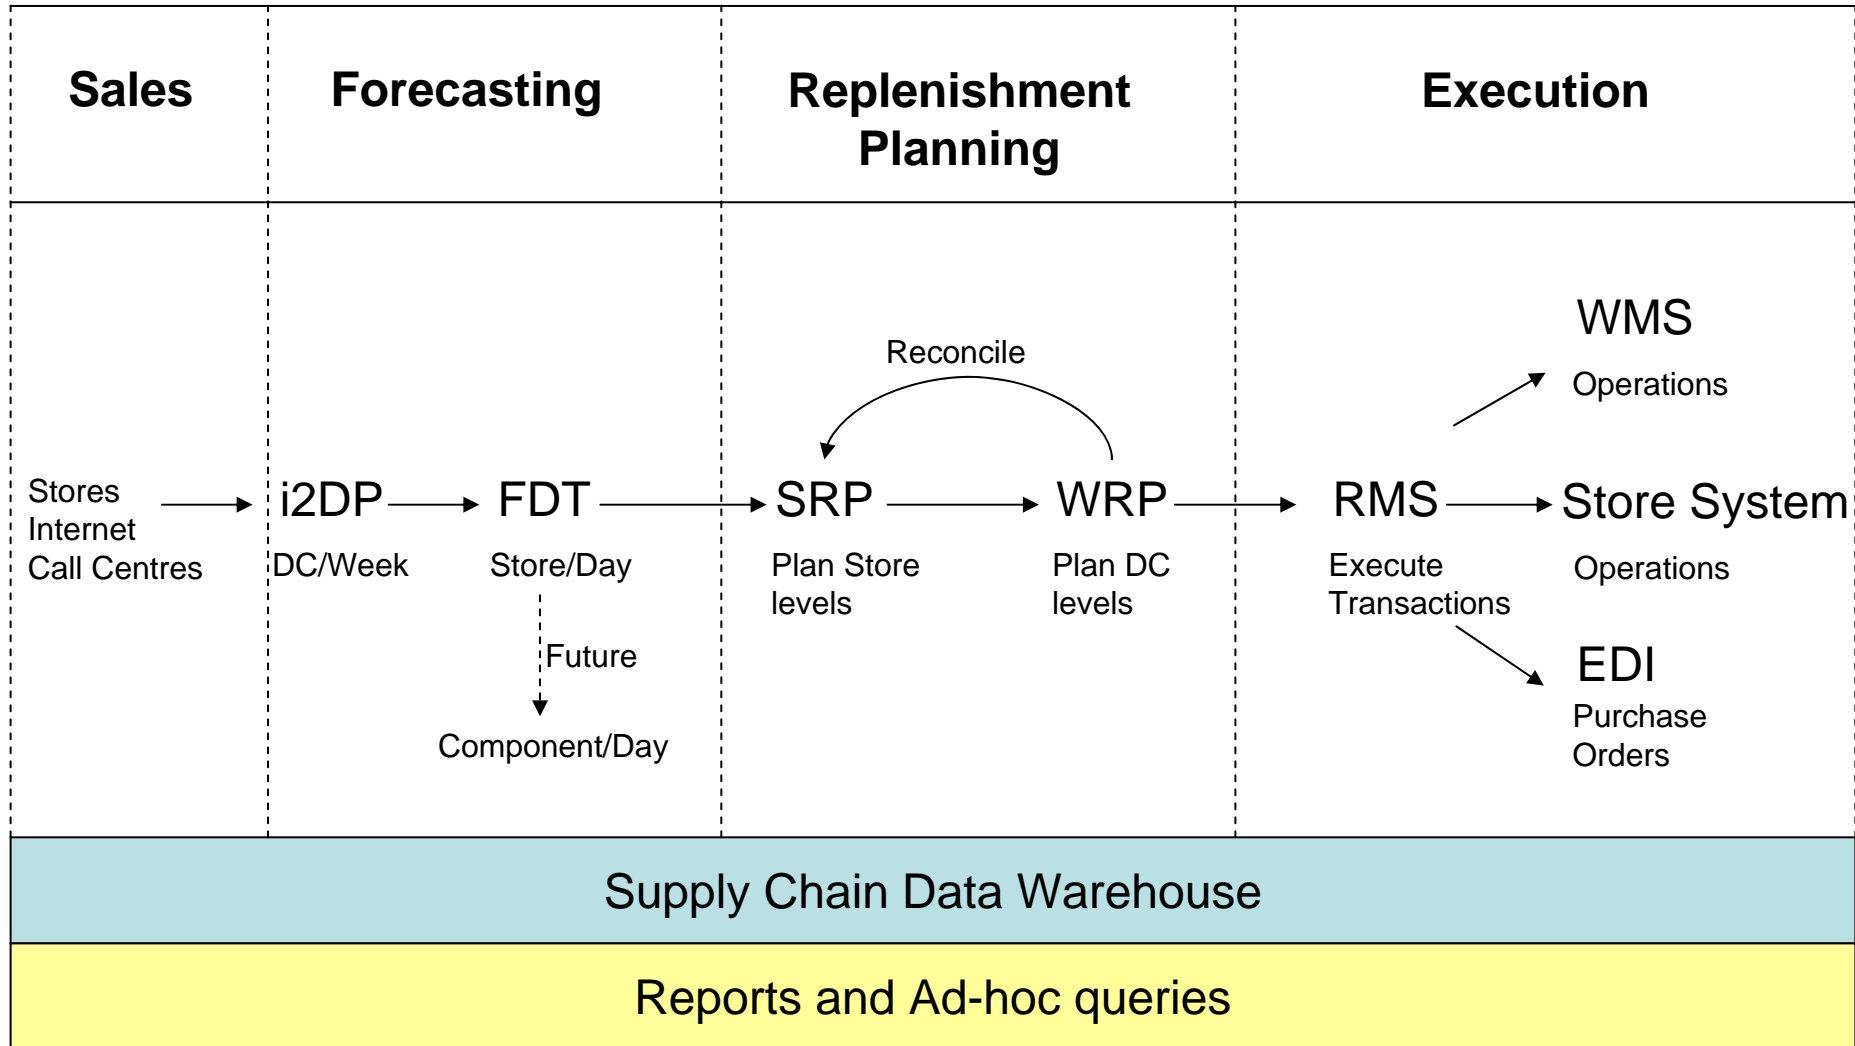 Sales
Forecasting
Replenishment
Planning
Execution
Stores
Internet
Call Centres
i2DP
DC/Week
FDT
Store/Day
Future
Component/Day
Reconcile
SRP
Plan Store
levels
WRP
Plan DC
levels
RMS
Execute
Transactions
WMS
Operations
Store System
Operations
EDI
Purchase
Orders
Supply Chain Data Warehouse
Reports and Ad-hoc queries